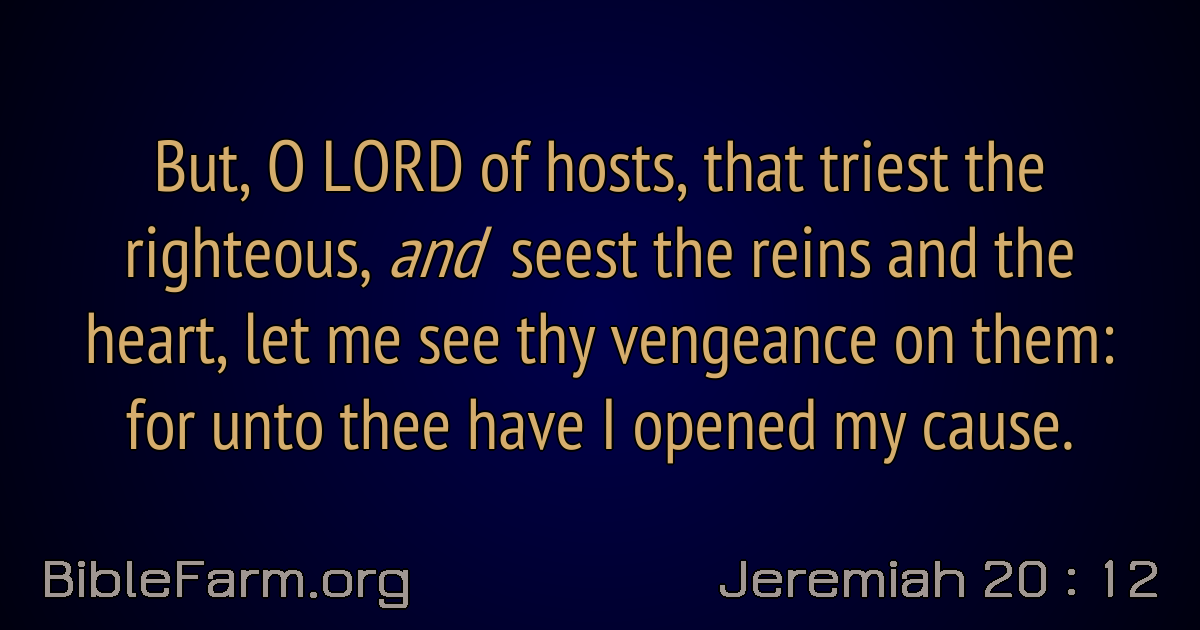 But, O LORD of hosts, that triest the
righteous, and seest the reins and the
heart, let me see thy vengeance on them:
for unto thee have I opened my cause.
BibleFarm.org
Jeremiah 20 : 12